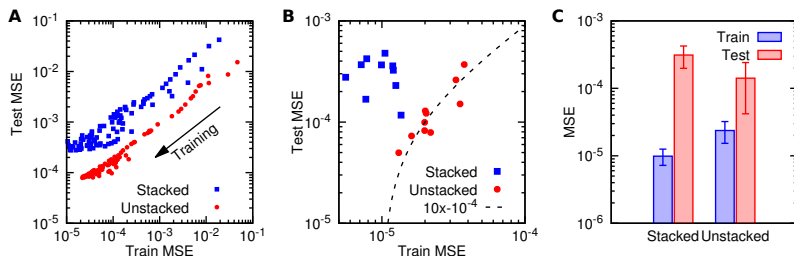 A
Test MSE
10⁻¹
10⁻²
10⁻³
10⁻⁴
10⁻⁵
Training
Stacked
Unstacked
10⁻⁵ 10⁻⁴ 10⁻³ 10⁻² 10⁻¹
Train MSE
B
Test MSE
10⁻³
10⁻⁴
10⁻⁵
Stacked
Unstacked
10x-10⁻⁴
10⁻⁵ 10⁻⁴
Train MSE
C
MSE
10⁻³
10⁻⁴
10⁻⁵
10⁻⁶
Train
Test
Stacked Unstacked